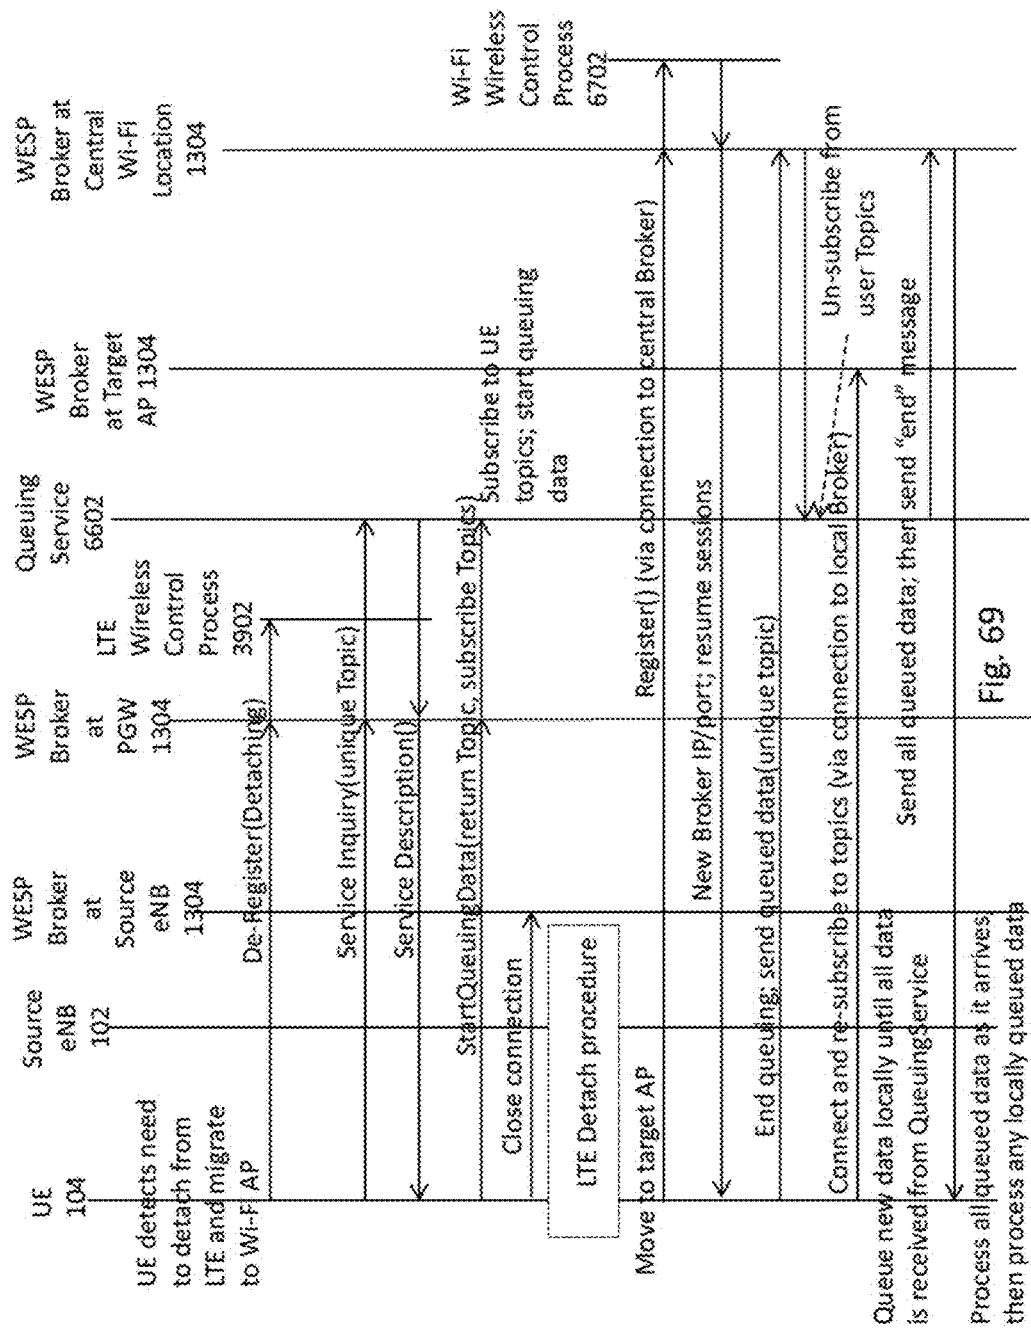 UE
104
Source
eNB
102
WESP
Broker
at
Source
eNB
1304
WESP
Broker
at
PGW
1304
LTE
Wireless
Control
Process
3902
Queuing
Service
6602
WESP
Broker
at Target
AP 1304
WESP
Broker at
Central
Wi-Fi
Location
1304
Wi-Fi
Wireless
Control
Process
6702
UE detects need
to detach from
LTE and migrate
to Wi-Fi AP
De-Register(Detaching)
Service Inquiry(unique Topic)
Service Description()
StartQueuingData(return Topic, subscribe Topics)
Subscribe to UE
topics; start queuing
data
Close connection
LTE Detach procedure
Move to target AP
Register() (via connection to central Broker)
New Broker IP/port; resume sessions
End queuing; send queued data(unique topic)
Un-subscribe from
user Topics
Connect and re-subscribe to topics (via connection to local Broker)
Queue new data locally until all data
is received from QueuingService
Send all queued data; then send “end” message
Process all queued data as it arrives,
then process any locally queued data
Fig. 69